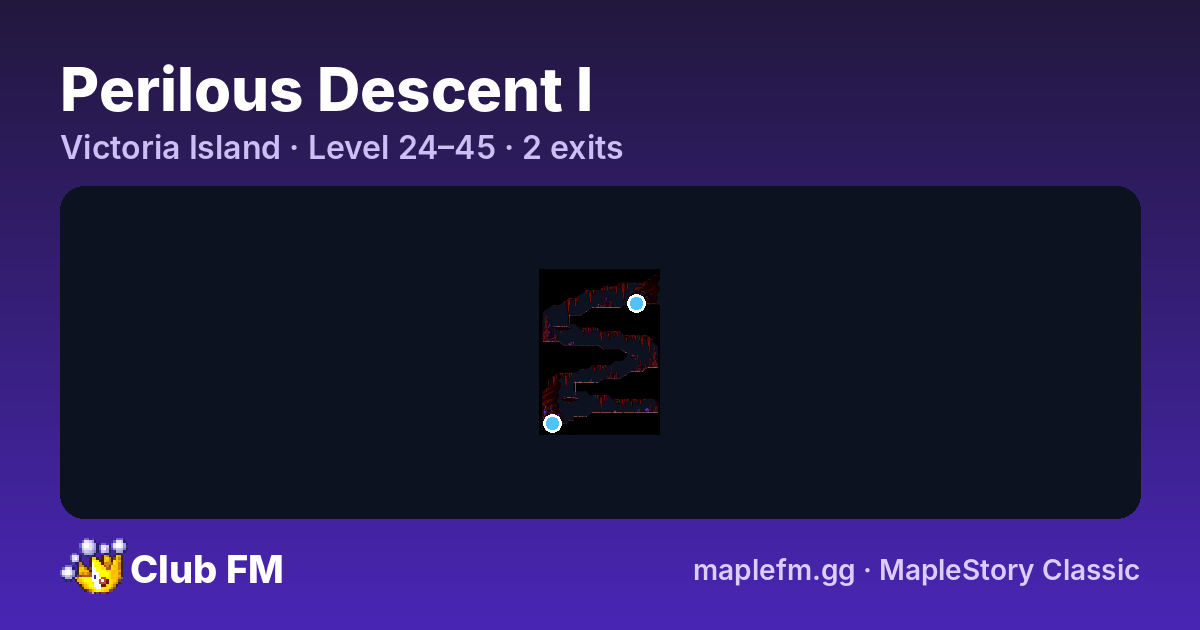 Perilous Descent I
Victoria Island · Level 24–45 · 2 exits
Club FM
maplefm.gg · MapleStory Classic